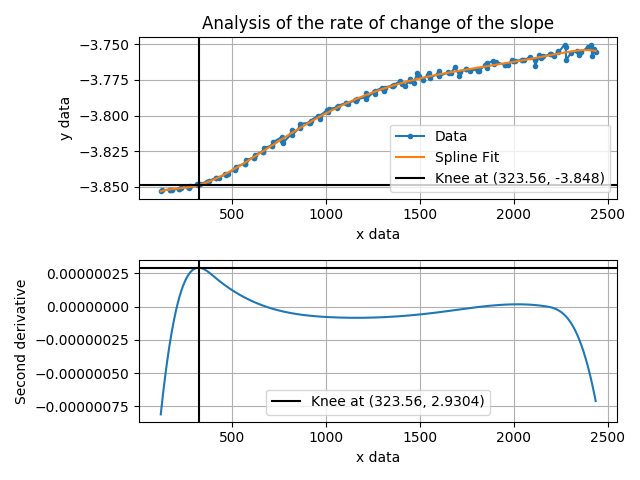 Analysis of the rate of change of the slope
y data
−3.750
−3.775
−3.800
−3.825
−3.850
Data
Spline Fit
Knee at (323.56, -3.848)
500
1000
1500
2000
2500
x data
Second derivative
0.00000025
0.00000000
−0.00000025
−0.00000050
−0.00000075
Knee at (323.56, 2.9304)
500
1000
1500
2000
2500
x data